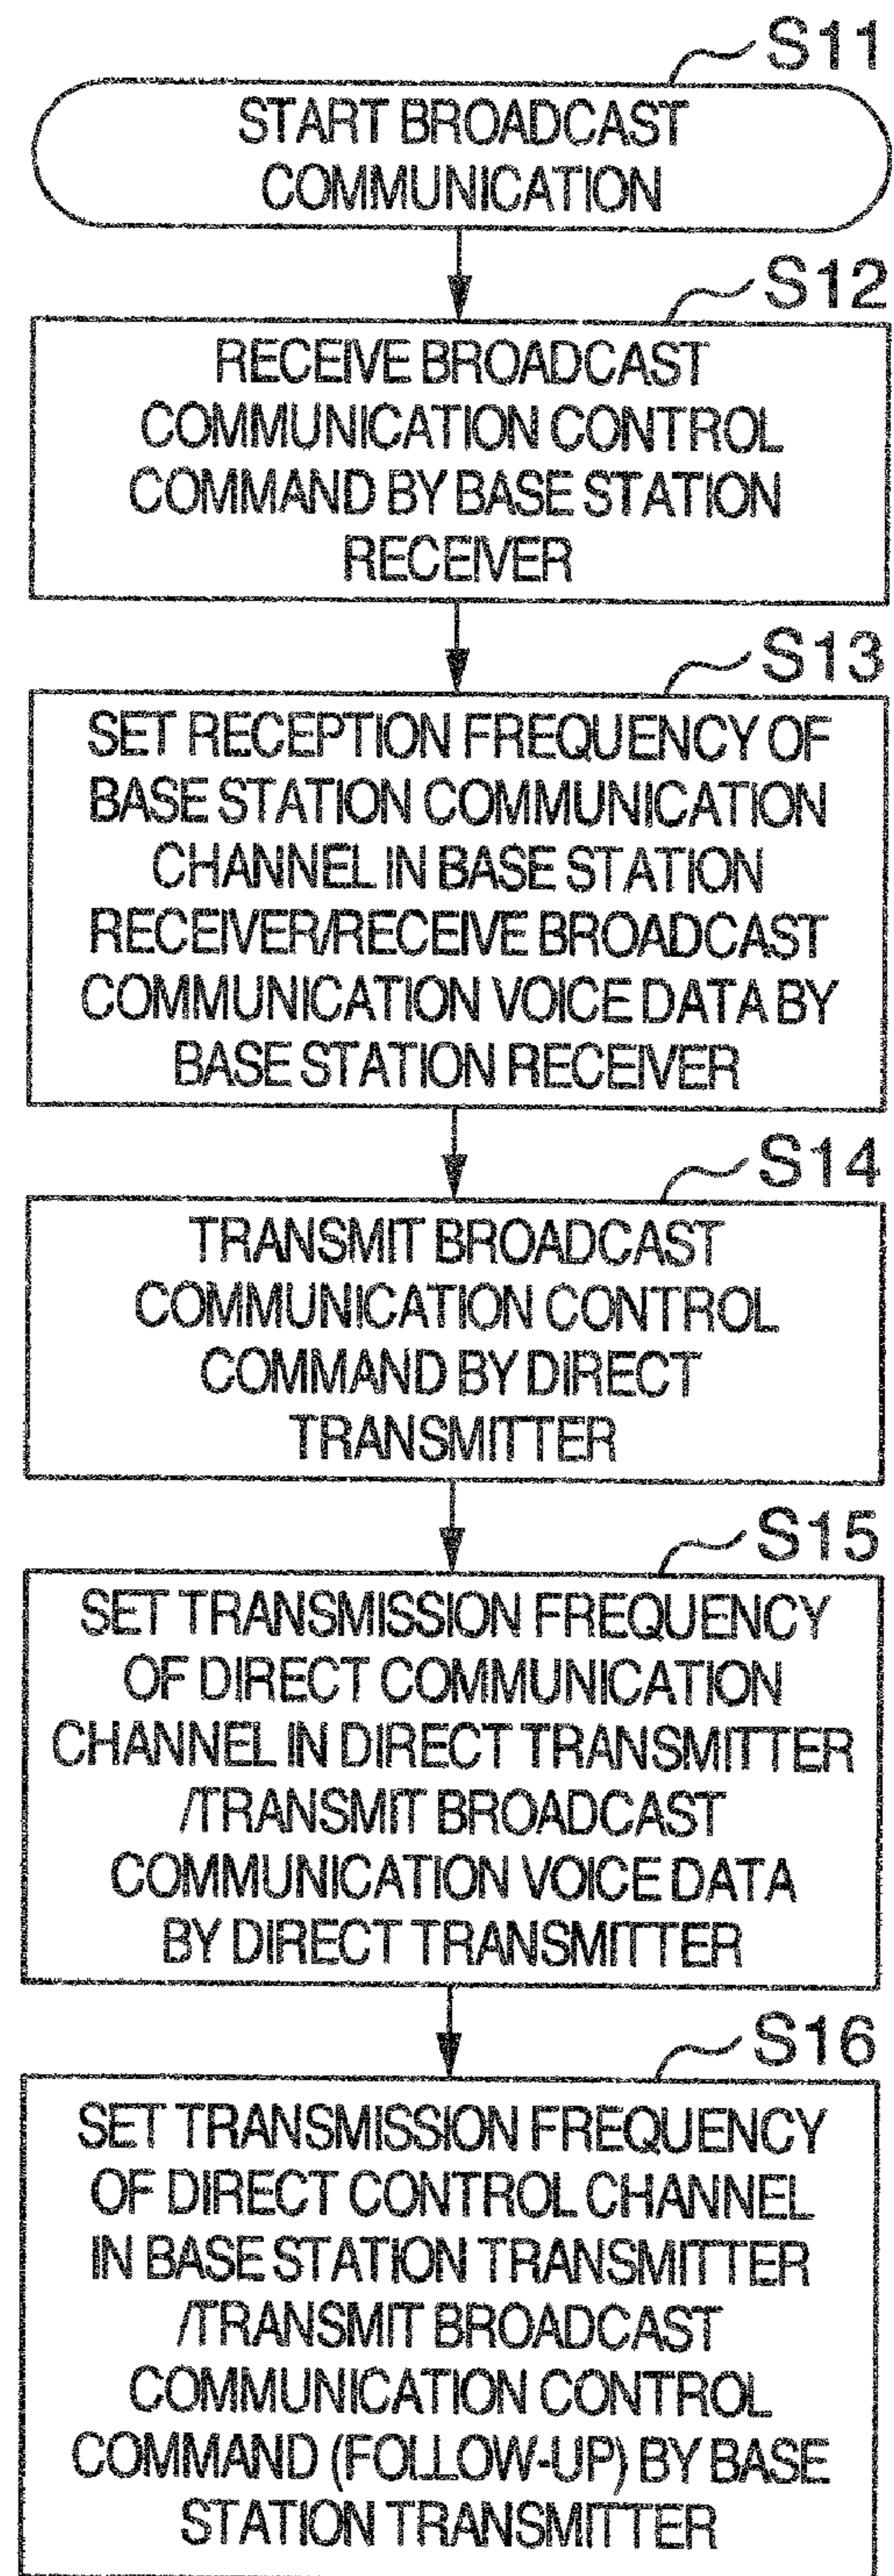 S11
START BROADCAST
COMMUNICATION
S12
RECEIVE BROADCAST
COMMUNICATION CONTROL
COMMAND BY BASE STATION
RECEIVER
S13
SET RECEPTION FREQUENCY OF
BASE STATION COMMUNICATION
CHANNEL IN BASE STATION
RECEIVER/RECEIVE BROADCAST
COMMUNICATION VOICE DATA BY
BASE STATION RECEIVER
S14
TRANSMIT BROADCAST
COMMUNICATION CONTROL
COMMAND BY DIRECT
TRANSMITTER
S15
SET TRANSMISSION FREQUENCY
OF DIRECT COMMUNICATION
CHANNEL IN DIRECT TRANSMITTER
/TRANSMIT BROADCAST
COMMUNICATION VOICE DATA
BY DIRECT TRANSMITTER
S16
SET TRANSMISSION FREQUENCY
OF DIRECT CONTROL CHANNEL
IN BASE STATION TRANSMITTER
/TRANSMIT BROADCAST
COMMUNICATION CONTROL
COMMAND (FOLLOW-UP) BY BASE
STATION TRANSMITTER